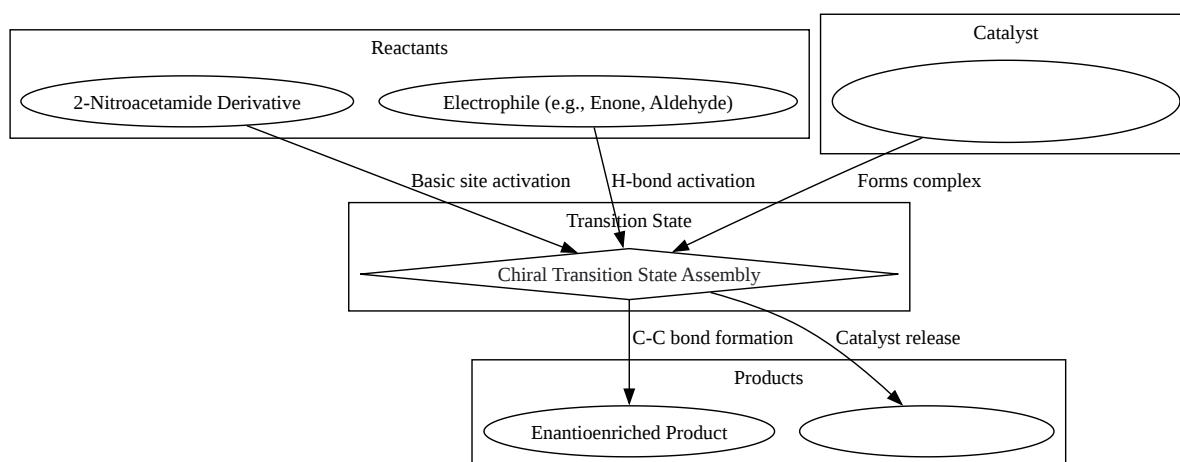 Reactants
Catalyst
2-Nitroacetamide Derivative
Electrophile (e.g., Enone, Aldehyde)
Basic site activation
H-bond activation
Forms complex
Transition State
Chiral Transition State Assembly
C-C bond formation
Catalyst release
Products
Enantioenriched Product